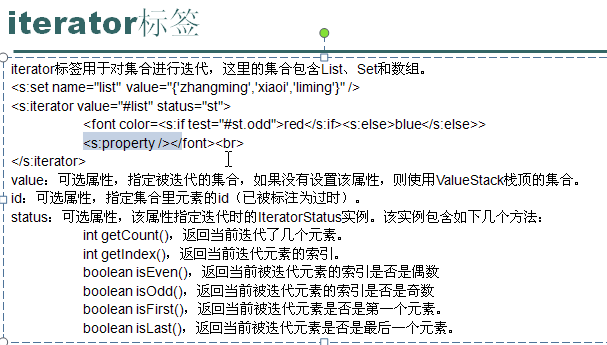 iterator标签
iterator标签用于对集合进行迭代，这里的集合包含List、Set和数组。
<s:set name="list" value="{'zhangming','xiaoi','liming'}" />
<s:iterator value="#list" status="st">
<font color=<s:if test="#st.odd">red</s:if><s:else>blue</s:else>>
<s:property /></font><br>
</s:iterator>
value：可选属性，指定被迭代的集合，如果没有设置该属性，则使用ValueStack栈顶的集合。
id：可选属性，指定集合里元素的id（已被标注为过时）。
status：可选属性，该属性指定迭代时的IteratorStatus实例。该实例包含如下几个方法：
int getCount()，返回当前迭代了几个元素。
int getIndex()，返回当前迭代元素的索引。
boolean isEven()，返回当前被迭代元素的索引是否是偶数
boolean isOdd()，返回当前被迭代元素的索引是否是奇数
boolean isFirst()，返回当前被迭代元素是否是第一个元素。
boolean isLast()，返回当前被迭代元素是否是最后一个元素。